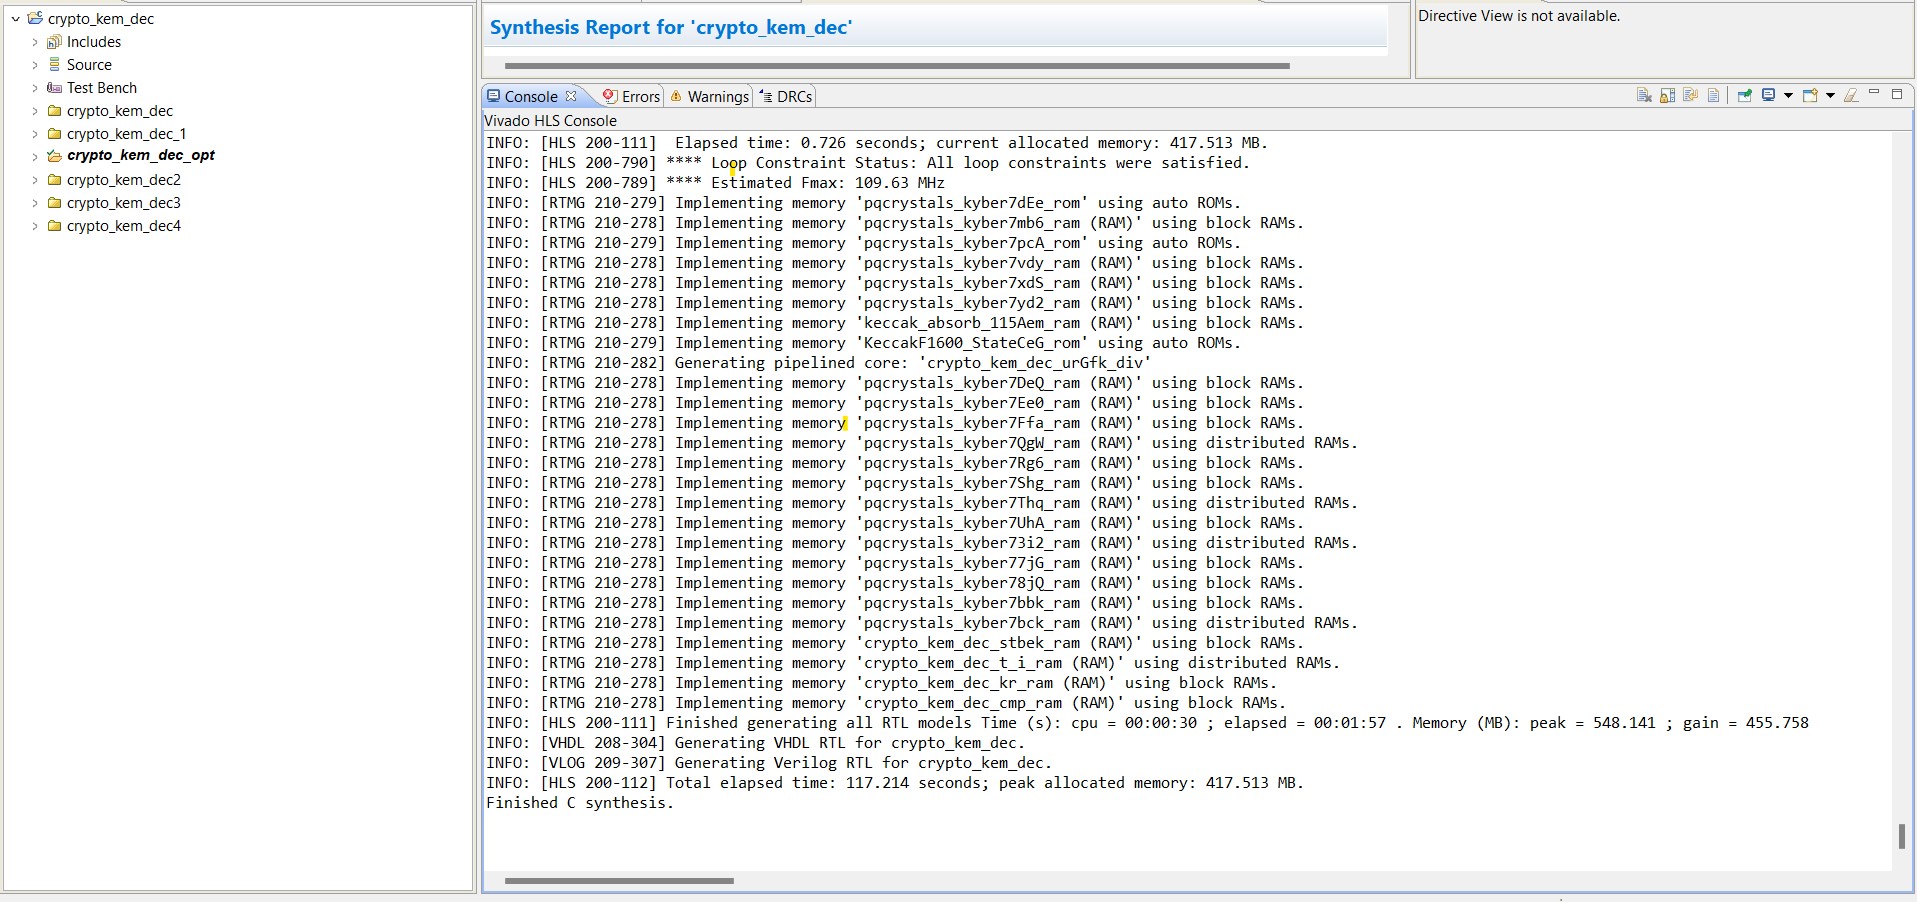 crypto_kem_dec
Includes
Source
Test Bench
crypto_kem_dec
crypto_kem_dec_1
crypto_kem_dec_opt
crypto_kem_dec2
crypto_kem_dec3
crypto_kem_dec4
Synthesis Report for 'crypto_kem_dec'
Directive View is not available.
Console Errors Warnings DRCs
Vivado HLS Console
INFO: [HLS 200-111]  Elapsed time: 0.726 seconds; current allocated memory: 417.513 MB.
INFO: [HLS 200-790] **** Loop Constraint Status: All loop constraints were satisfied.
INFO: [HLS 200-789] **** Estimated Fmax: 109.63 MHz
INFO: [RTMG 210-279] Implementing memory 'pqcrystals_kyber7dEe_rom' using auto ROMs.
INFO: [RTMG 210-278] Implementing memory 'pqcrystals_kyber7mb6_ram (RAM)' using block RAMs.
INFO: [RTMG 210-279] Implementing memory 'pqcrystals_kyber7pcA_rom' using auto ROMs.
INFO: [RTMG 210-278] Implementing memory 'pqcrystals_kyber7vdy_ram (RAM)' using block RAMs.
INFO: [RTMG 210-278] Implementing memory 'pqcrystals_kyber7xdS_ram (RAM)' using block RAMs.
INFO: [RTMG 210-278] Implementing memory 'pqcrystals_kyber7yd2_ram (RAM)' using block RAMs.
INFO: [RTMG 210-278] Implementing memory 'keccak_absorb_115Aem_ram (RAM)' using block RAMs.
INFO: [RTMG 210-279] Implementing memory 'KeccakF1600_StateCeG_rom' using auto ROMs.
INFO: [RTMG 210-282] Generating pipelined core: 'crypto_kem_dec_urGfk_div'
INFO: [RTMG 210-278] Implementing memory 'pqcrystals_kyber7DeQ_ram (RAM)' using block RAMs.
INFO: [RTMG 210-278] Implementing memory 'pqcrystals_kyber7Ee0_ram (RAM)' using block RAMs.
INFO: [RTMG 210-278] Implementing memory 'pqcrystals_kyber7Ffa_ram (RAM)' using block RAMs.
INFO: [RTMG 210-278] Implementing memory 'pqcrystals_kyber7QgW_ram (RAM)' using distributed RAMs.
INFO: [RTMG 210-278] Implementing memory 'pqcrystals_kyber7Rg6_ram (RAM)' using block RAMs.
INFO: [RTMG 210-278] Implementing memory 'pqcrystals_kyber7Shg_ram (RAM)' using block RAMs.
INFO: [RTMG 210-278] Implementing memory 'pqcrystals_kyber7Thq_ram (RAM)' using distributed RAMs.
INFO: [RTMG 210-278] Implementing memory 'pqcrystals_kyber7UhA_ram (RAM)' using block RAMs.
INFO: [RTMG 210-278] Implementing memory 'pqcrystals_kyber73i2_ram (RAM)' using distributed RAMs.
INFO: [RTMG 210-278] Implementing memory 'pqcrystals_kyber77jG_ram (RAM)' using block RAMs.
INFO: [RTMG 210-278] Implementing memory 'pqcrystals_kyber78jQ_ram (RAM)' using block RAMs.
INFO: [RTMG 210-278] Implementing memory 'pqcrystals_kyber7bbk_ram (RAM)' using block RAMs.
INFO: [RTMG 210-278] Implementing memory 'pqcrystals_kyber7bck_ram (RAM)' using distributed RAMs.
INFO: [RTMG 210-278] Implementing memory 'crypto_kem_dec_stbek_ram (RAM)' using block RAMs.
INFO: [RTMG 210-278] Implementing memory 'crypto_kem_dec_t_i_ram (RAM)' using distributed RAMs.
INFO: [RTMG 210-278] Implementing memory 'crypto_kem_dec_kr_ram (RAM)' using block RAMs.
INFO: [RTMG 210-278] Implementing memory 'crypto_kem_dec_cmp_ram (RAM)' using block RAMs.
INFO: [HLS 200-111] Finished generating all RTL models Time (s): cpu = 00:00:30 ; elapsed = 00:01:57 . Memory (MB): peak = 548.141 ; gain = 455.758
INFO: [VHDL 208-304] Generating VHDL RTL for crypto_kem_dec.
INFO: [VLOG 209-307] Generating Verilog RTL for crypto_kem_dec.
INFO: [HLS 200-112] Total elapsed time: 117.214 seconds; peak allocated memory: 417.513 MB.
Finished C synthesis.